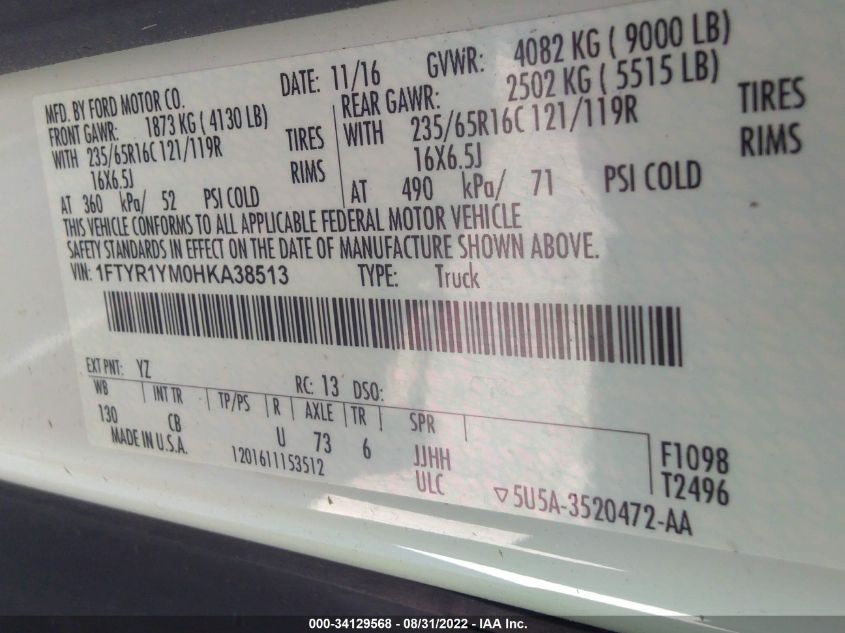 MFD. BY FORD MOTOR CO. DATE: 11/16 GVWR: 4082 KG ( 9000 LB)
FRONT GAWR: 1873 KG ( 4130 LB) REAR GAWR: 2502 KG ( 5515 LB)
WITH 235/65R16C 121/119R TIRES WITH 235/65R16C 121/119R TIRES
16X6.5J RIMS 16X6.5J RIMS
AT 360 kPa/ 52 PSI COLD AT 490 kPa/ 71 PSI COLD
THIS VEHICLE CONFORMS TO ALL APPLICABLE FEDERAL MOTOR VEHICLE
SAFETY STANDARDS IN EFFECT ON THE DATE OF MANUFACTURE SHOWN ABOVE.
VIN: 1FTYR1YM0HKA38513 TYPE: Truck
EXT PNT: YZ RC: 13 DSO:
WB INT TR TP/PS R AXLE TR SPR
130 CB U 73 6 JJHH F1098
MADE IN U.S.A. 1201611153512 ULC T2496
▽5U5A-3520472-AA
000-34129568 - 08/31/2022 - IAA Inc.